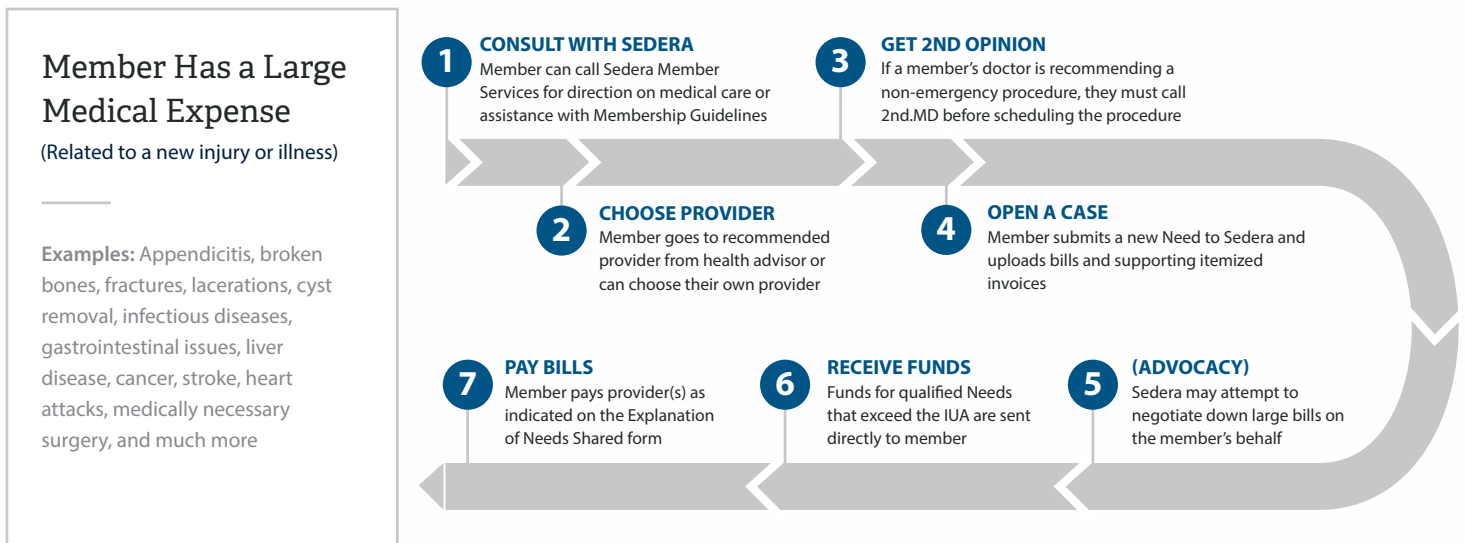 Member Has a Large
Medical Expense
(Related to a new injury or illness)
Examples: Appendicitis, broken
bones, fractures, lacerations, cyst
removal, infectious diseases,
gastrointestinal issues, liver
disease, cancer, stroke, heart
attacks, medically necessary
surgery, and much more
1
CONSULT WITH SEDERA
Member can call Sedera Member
Services for direction on medical care or
assistance with Membership Guidelines
2
CHOOSE PROVIDER
Member goes to recommended
provider from health advisor or
can choose their own provider
3
GET 2ND OPINION
If a member’s doctor is recommending a
non-emergency procedure, they must call
2nd.MD before scheduling the procedure
4
OPEN A CASE
Member submits a new Need to Sedera and
uploads bills and supporting itemized
invoices
5
(ADVOCACY)
Sedera may attempt to
negotiate down large bills on
the member’s behalf
6
RECEIVE FUNDS
Funds for qualified Needs
that exceed the IUA are sent
directly to member
7
PAY BILLS
Member pays provider(s) as
indicated on the Explanation
of Needs Shared form